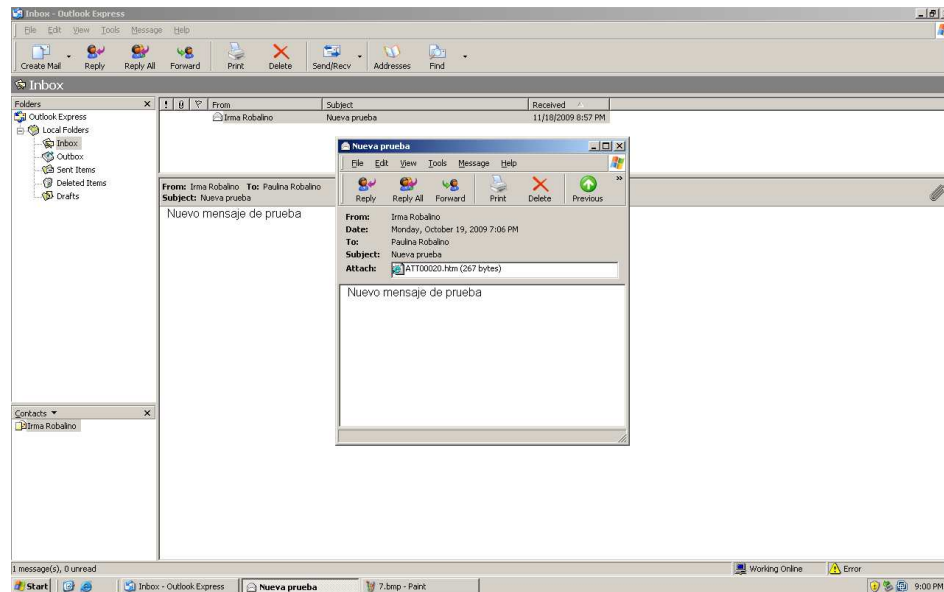 Inbox - Outlook Express
File Edit View Tools Message Help
Create Mail Reply Reply All Forward Print Delete Send/Recv Addresses Find
Inbox
Folders
Outlook Express
Local Folders
Inbox
Outbox
Sent Items
Deleted Items
Drafts
From Subject Received
Irma Robalino Nueva prueba 11/18/2009 8:57 PM
From: Irma Robalino To: Paulina Robalino
Subject: Nueva prueba
Nuevo mensaje de prueba
Nueva prueba
File Edit View Tools Message Help
Reply Reply All Forward Print Delete Previous
From: Irma Robalino
Date: Monday, October 19, 2009 7:06 PM
To: Paulina Robalino
Subject: Nueva prueba
Attach: ATT00020.htm (267 bytes)
Nuevo mensaje de prueba
Contacts
Irma Robalino
1 message(s), 0 unread Working Online Error
Start Inbox - Outlook Express Nueva prueba 7.bmp - Paint 9:00 PM